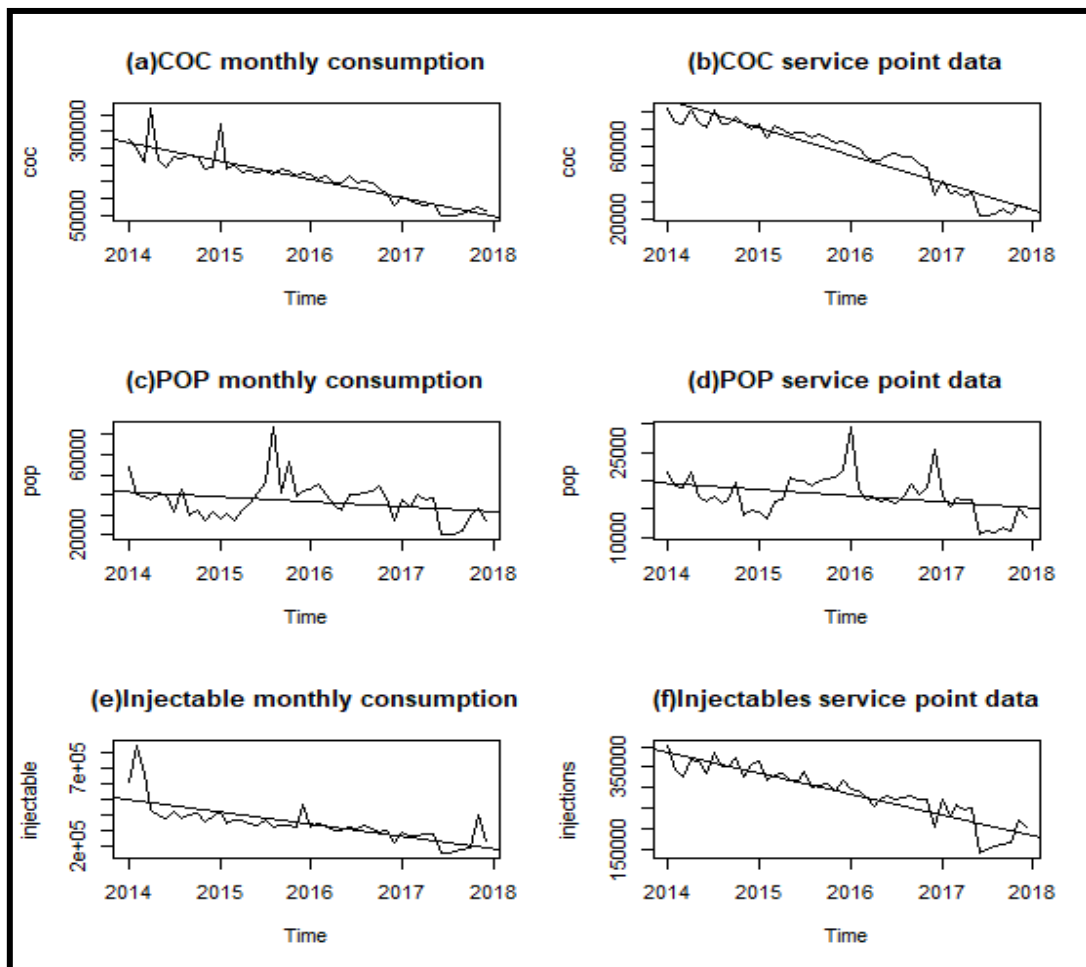 (a)COC monthly consumption
coc
50000 300000
2014 2015 2016 2017 2018
Time
(b)COC service point data
coc
20000 60000
2014 2015 2016 2017 2018
Time
(c)POP monthly consumption
pop
20000 60000
2014 2015 2016 2017 2018
Time
(d)POP service point data
pop
10000 25000
2014 2015 2016 2017 2018
Time
(e)Injectable monthly consumption
injectable
2e+05 7e+05
2014 2015 2016 2017 2018
Time
(f)Injectables service point data
injections
150000 350000
2014 2015 2016 2017 2018
Time